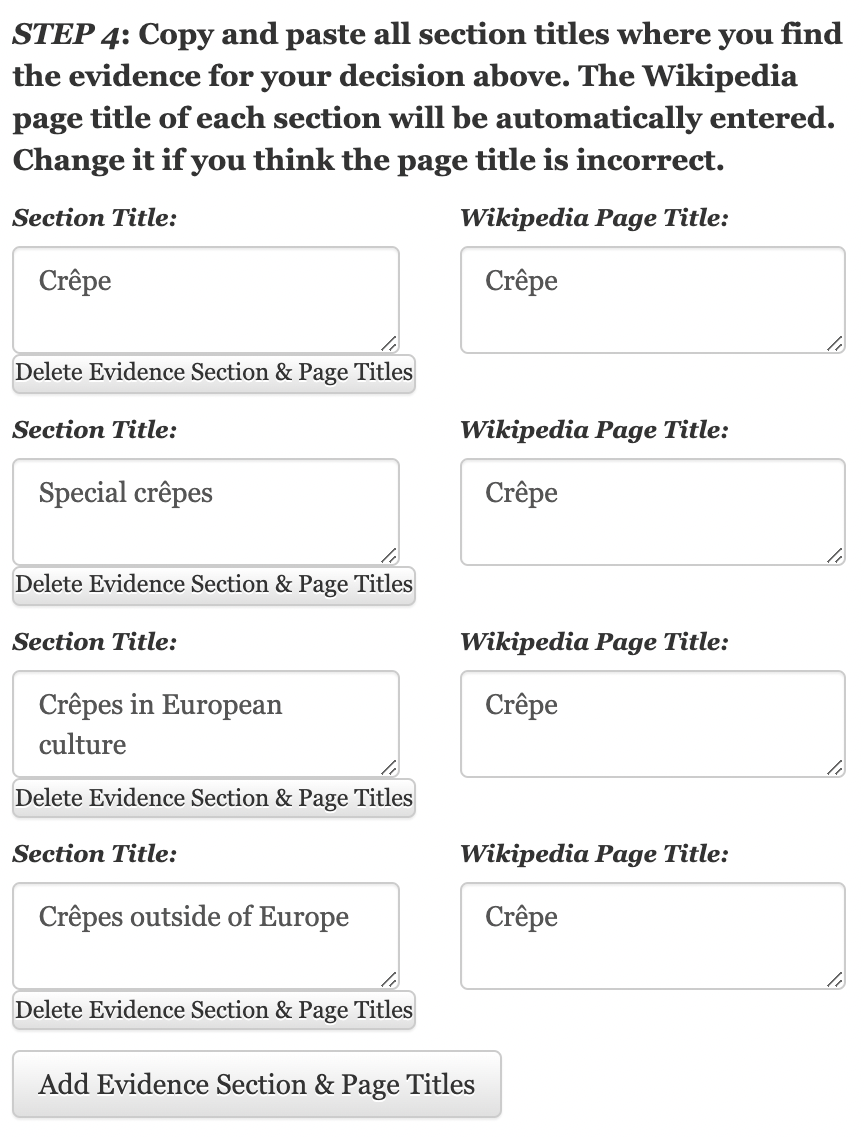 STEP 4: Copy and paste all section titles where you find
the evidence for your decision above. The Wikipedia
page title of each section will be automatically entered.
Change it if you think the page title is incorrect.
Section Title: Wikipedia Page Title:
Crêpe Crêpe
Delete Evidence Section & Page Titles
Section Title: Wikipedia Page Title:
Special crêpes Crêpe
Delete Evidence Section & Page Titles
Section Title: Wikipedia Page Title:
Crêpes in European Crêpe
culture
Delete Evidence Section & Page Titles
Section Title: Wikipedia Page Title:
Crêpes outside of Europe Crêpe
Delete Evidence Section & Page Titles
Add Evidence Section & Page Titles